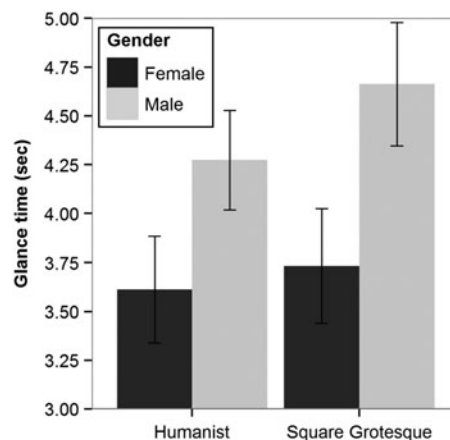 5.00
4.75
4.50
4.25
4.00
3.75
3.50
3.25
3.00
Glance time (sec)
Gender
Female
Male
Humanist
Square Grotesque